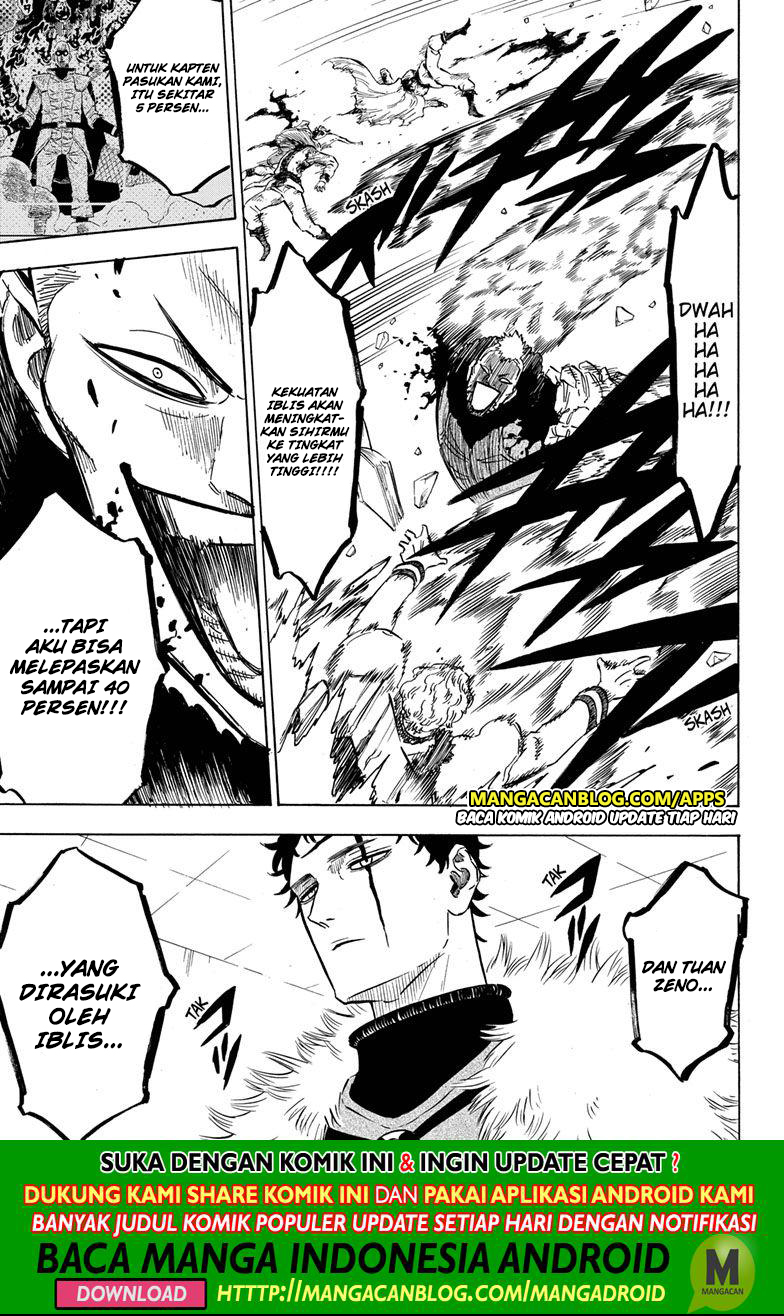 DWAH
HA
HA
HA
HA
HA!!!
SKASH
KEKUATAN
IBLIS AKAN
MENINGKAT-
KAN SIHIRMU
KE TINGKAT
YANG LEBIH
TINGGI!!!!
SKASH
UNTUK KAPTEN
PASUKAN KAMI,
ITU SEKITAR
5 PERSEN...
...TAPI
AKU BISA
MELEPASKAN
SAMPAI 40
PERSEN!!!
MANGACANBLOG.COM/APPS
BACA KOMIK ANDROID UPDATE TIAP HARI
TAK
DAN TUAN
ZENO...
TAK
...YANG
DIRASUKI
OLEH
IBLIS...
SUKA DENGAN KOMIK INI & INGIN UPDATE CEPAT ?
DUKUNG KAMI SHARE KOMIK INI DAN PAKAI APLIKASI ANDROID KAMI
BANYAK JUDUL KOMIK POPULER UPDATE SETIAP HARI DENGAN NOTIFIKASI
BACA MANGA INDONESIA ANDROID
M
MANGACAN
DOWNLOAD HTTTP://MANGACANBLOG.COM/MANGADROID